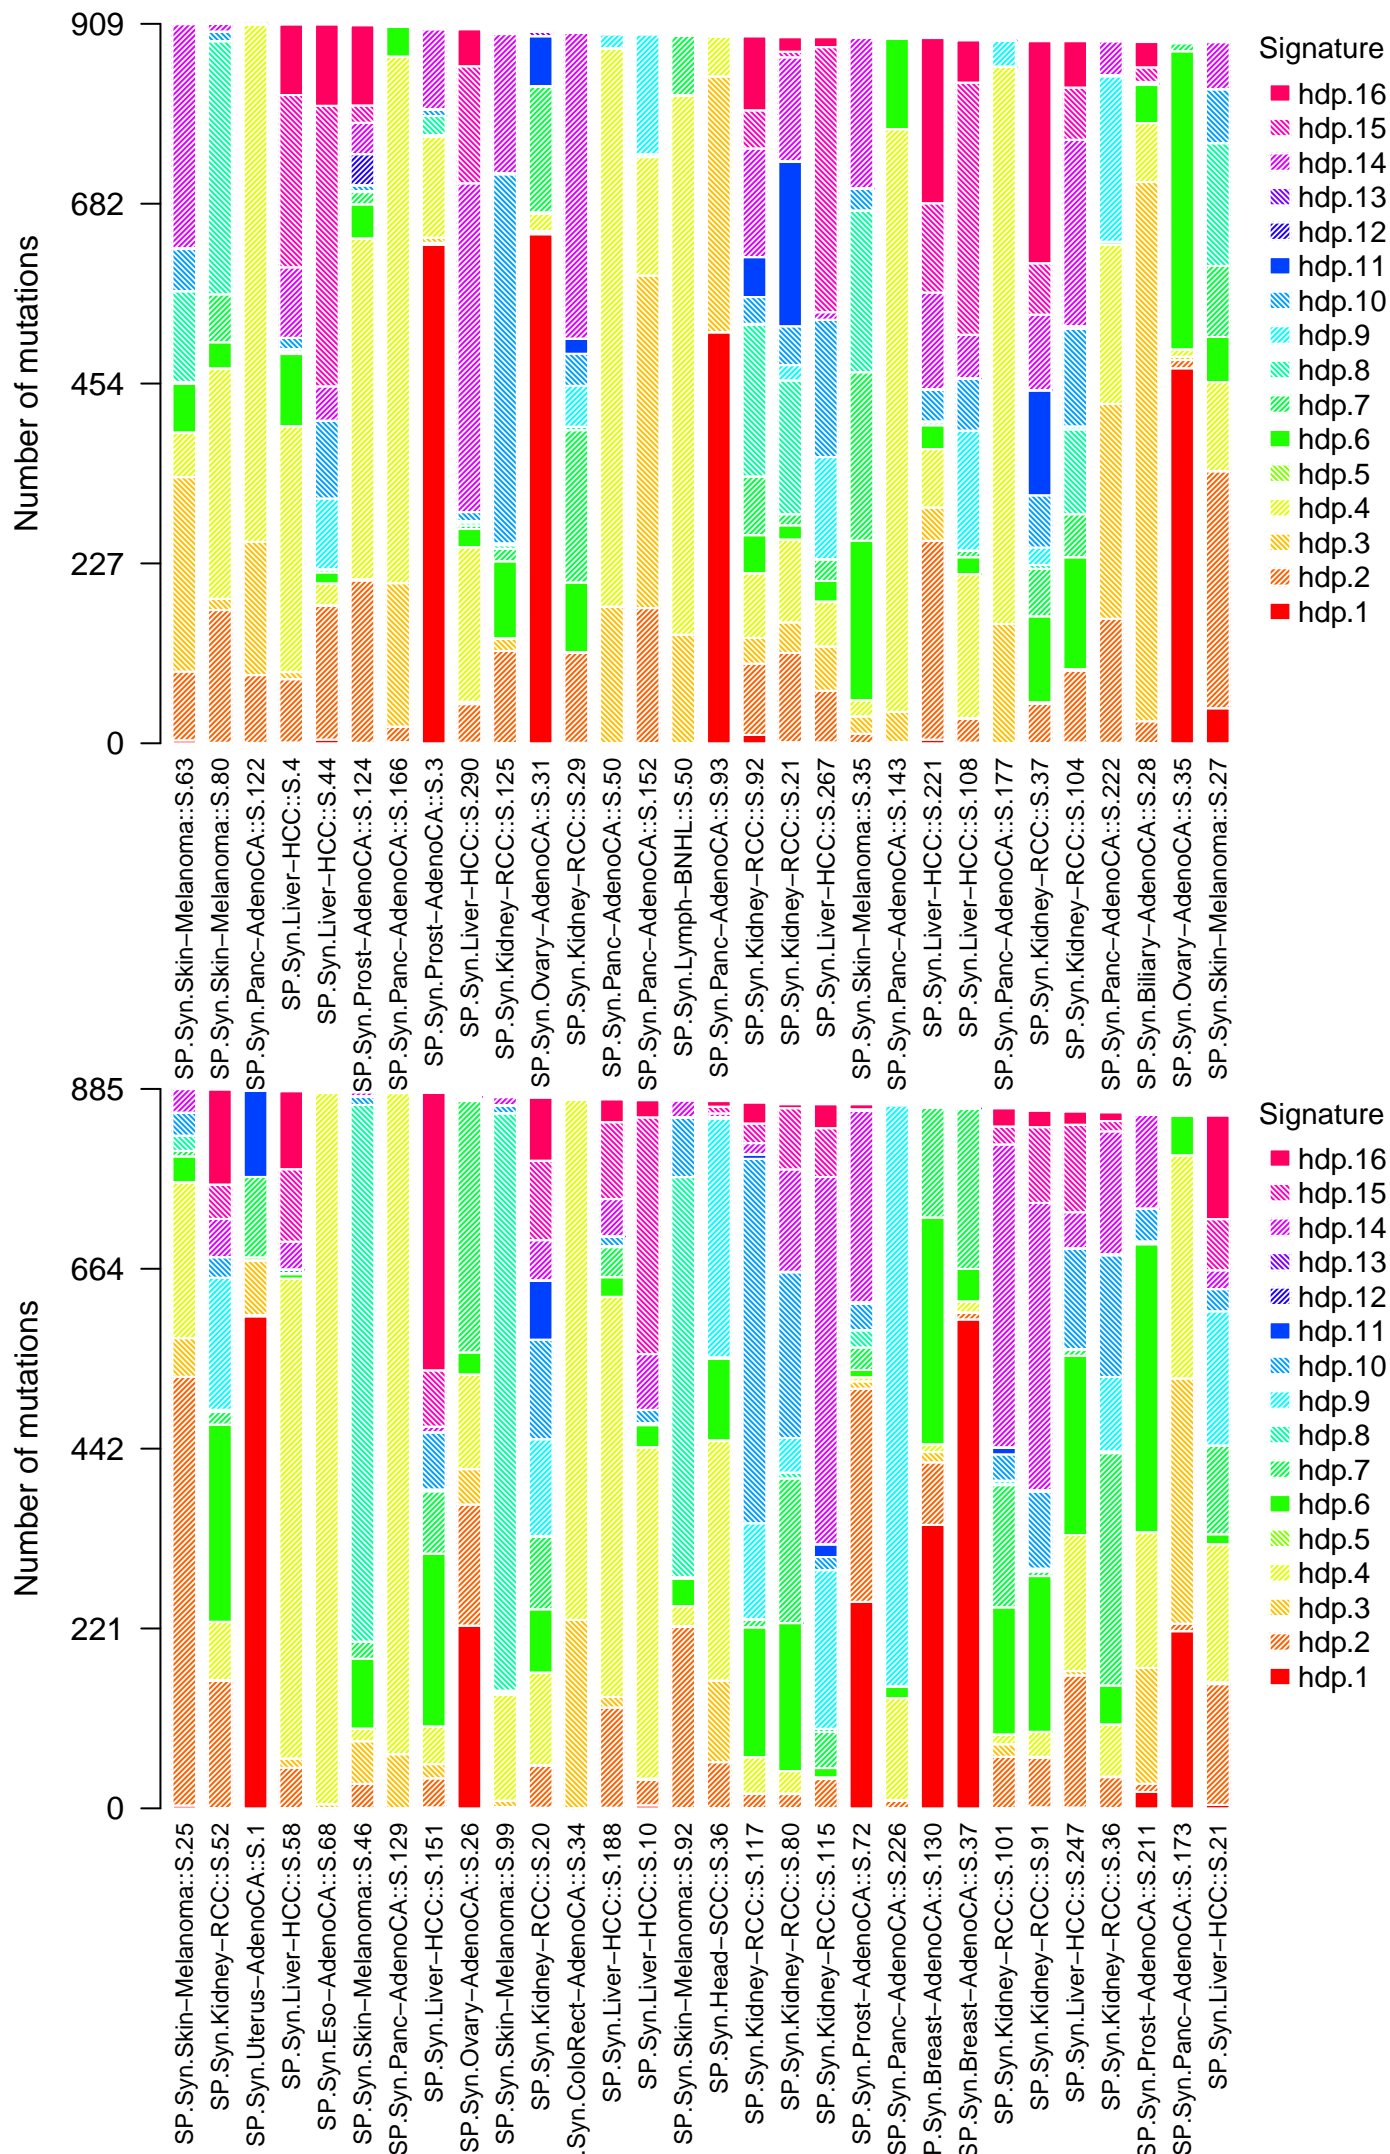 909
682
454
227
0
Number of mutations
Signature
hdp.16
hdp.15
hdp.14
hdp.13
hdp.12
hdp.11
hdp.10
hdp.9
hdp.8
hdp.7
hdp.6
hdp.5
hdp.4
hdp.3
hdp.2
hdp.1
SP.Syn.Skin−Melanoma::S.63
SP.Syn.Skin−Melanoma::S.80
SP.Syn.Panc−AdenoCA::S.122
SP.Syn.Liver−HCC::S.4
SP.Syn.Liver−HCC::S.44
SP.Syn.Prost−AdenoCA::S.124
SP.Syn.Panc−AdenoCA::S.166
SP.Syn.Prost−AdenoCA::S.3
SP.Syn.Liver−HCC::S.290
SP.Syn.Kidney−RCC::S.125
SP.Syn.Ovary−AdenoCA::S.31
SP.Syn.Kidney−RCC::S.29
SP.Syn.Panc−AdenoCA::S.50
SP.Syn.Panc−AdenoCA::S.152
SP.Syn.Lymph−BNHL::S.50
SP.Syn.Panc−AdenoCA::S.93
SP.Syn.Kidney−RCC::S.92
SP.Syn.Kidney−RCC::S.21
SP.Syn.Liver−HCC::S.267
SP.Syn.Skin−Melanoma::S.35
SP.Syn.Panc−AdenoCA::S.143
SP.Syn.Liver−HCC::S.221
SP.Syn.Liver−HCC::S.108
SP.Syn.Panc−AdenoCA::S.177
SP.Syn.Kidney−RCC::S.37
SP.Syn.Kidney−RCC::S.104
SP.Syn.Panc−AdenoCA::S.222
SP.Syn.Biliary−AdenoCA::S.28
SP.Syn.Ovary−AdenoCA::S.35
SP.Syn.Skin−Melanoma::S.27
885
664
442
221
0
Number of mutations
Signature
hdp.16
hdp.15
hdp.14
hdp.13
hdp.12
hdp.11
hdp.10
hdp.9
hdp.8
hdp.7
hdp.6
hdp.5
hdp.4
hdp.3
hdp.2
hdp.1
SP.Syn.Skin−Melanoma::S.25
SP.Syn.Kidney−RCC::S.52
SP.Syn.Uterus−AdenoCA::S.1
SP.Syn.Liver−HCC::S.58
SP.Syn.Eso−AdenoCA::S.68
SP.Syn.Skin−Melanoma::S.46
SP.Syn.Panc−AdenoCA::S.129
SP.Syn.Liver−HCC::S.151
SP.Syn.Ovary−AdenoCA::S.26
SP.Syn.Skin−Melanoma::S.99
SP.Syn.Kidney−RCC::S.20
.Syn.ColoRect−AdenoCA::S.34
SP.Syn.Liver−HCC::S.188
SP.Syn.Liver−HCC::S.10
SP.Syn.Skin−Melanoma::S.92
SP.Syn.Head−SCC::S.36
SP.Syn.Kidney−RCC::S.117
SP.Syn.Kidney−RCC::S.80
SP.Syn.Kidney−RCC::S.115
SP.Syn.Prost−AdenoCA::S.72
SP.Syn.Panc−AdenoCA::S.226
SP.Syn.Breast−AdenoCA::S.130
SP.Syn.Breast−AdenoCA::S.37
SP.Syn.Kidney−RCC::S.101
SP.Syn.Kidney−RCC::S.91
SP.Syn.Liver−HCC::S.247
SP.Syn.Kidney−RCC::S.36
SP.Syn.Prost−AdenoCA::S.211
SP.Syn.Panc−AdenoCA::S.173
SP.Syn.Liver−HCC::S.21